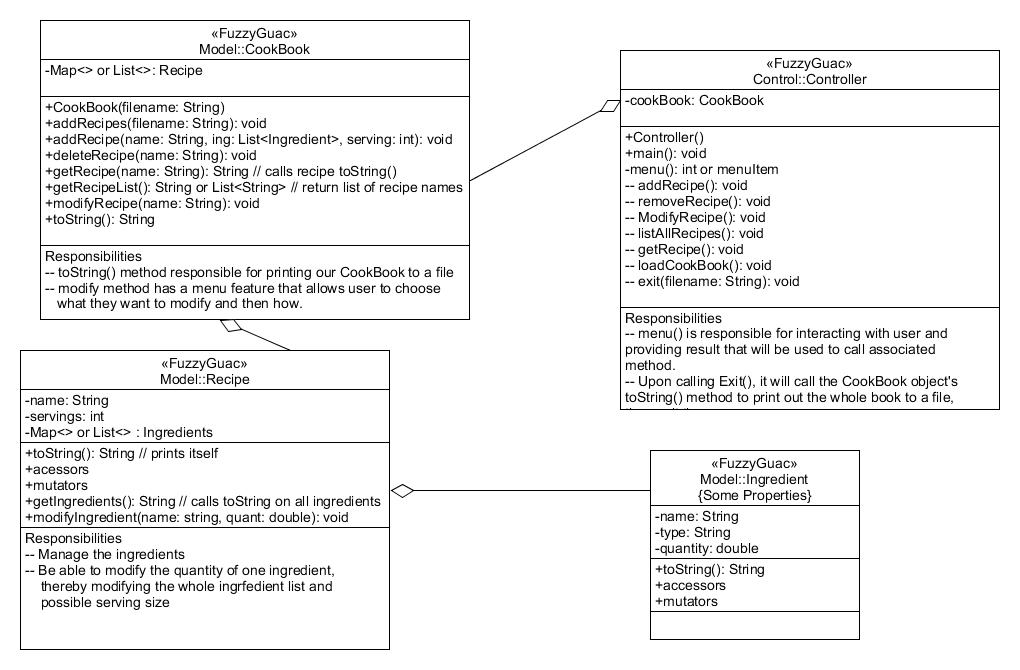 «FuzzyGuac»
Model::CookBook
-Map<> or List<>: Recipe
+CookBook(filename: String)
+addRecipes(filename: String): void
+addRecipe(name: String, ing: List<Ingredient>, serving: int): void
+deleteRecipe(name: String): void
+getRecipe(name: String): String // calls recipe toString()
+getRecipeList(): String or List<String> // return list of recipe names
+modifyRecipe(name: String): void
+toString(): String
Responsibilities
-- toString() method responsible for printing our CookBook to a file
-- modify method has a menu feature that allows user to choose
what they want to modify and then how.
«FuzzyGuac»
Control::Controller
-cookBook: CookBook
+Controller()
+main(): void
-menu(): int or menuItem
-- addRecipe(): void
-- removeRecipe(): void
-- ModifyRecipe(): void
-- listAllRecipes(): void
-- getRecipe(): void
-- loadCookBook(): void
-- exit(filename: String): void
Responsibilities
-- menu() is responsible for interacting with user and
providing result that will be used to call associated
method.
-- Upon calling Exit(), it will call the CookBook object's
toString() method to print out the whole book to a file,
«FuzzyGuac»
Model::Recipe
-name: String
-servings: int
-Map<> or List<> : Ingredients
+toString(): String // prints itself
+acessors
+mutators
+getIngredients(): String // calls toString on all ingredients
+modifyIngredient(name: string, quant: double): void
Responsibilities
-- Manage the ingredients
-- Be able to modify the quantity of one ingredient,
thereby modifying the whole ingrfedient list and
possible serving size
«FuzzyGuac»
Model::Ingredient
{Some Properties}
-name: String
-type: String
-quantity: double
+toString(): String
+accessors
+mutators